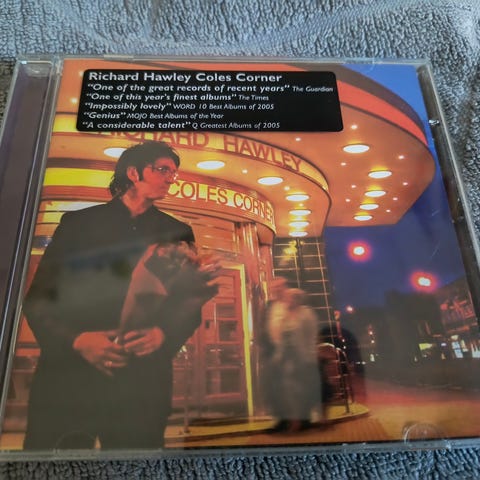 Richard Hawley Coles Corner
"One of the great records of recent years" The Guardian
"One of this year's finest albums" The Times
"Impossibly lovely" WORD 10 Best Albums of 2005
"Genius" MOJO Best Albums of the Year
"A considerable talent" Q Greatest Albums of 2005
RICHARD HAWLEY
COLES CORNER